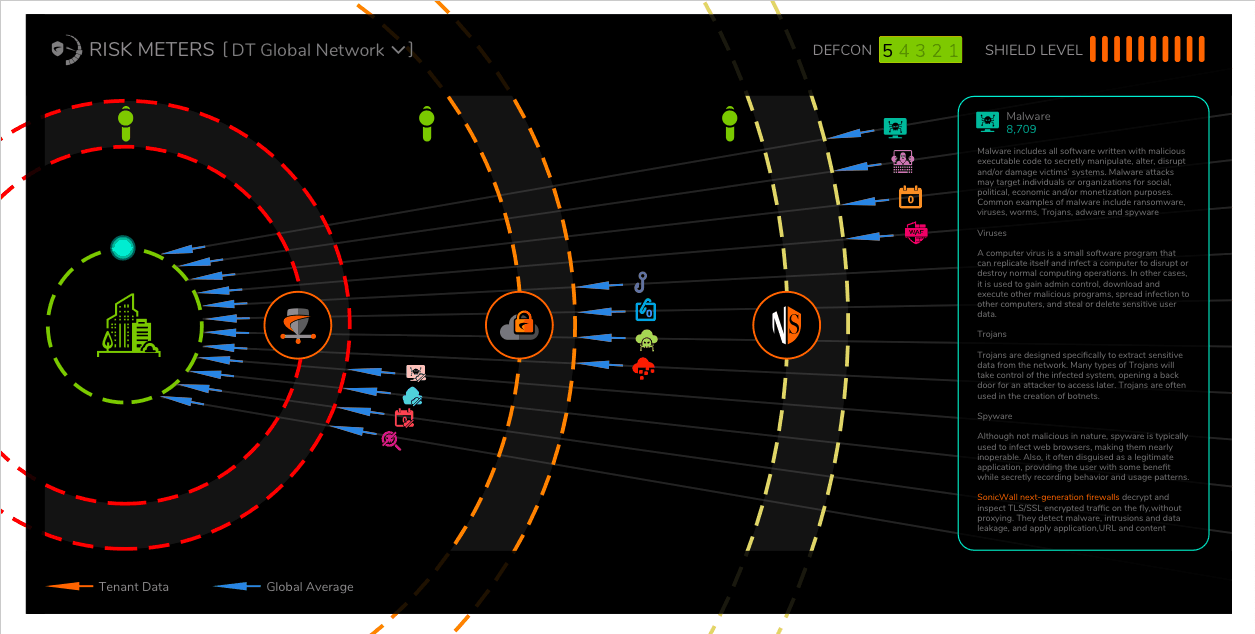 RISK METERS [ DT Global Network ]
DEFCON 5 4 3 2 1
SHIELD LEVEL
Malware
8,709
Malware includes all software written with malicious
executable code to secretly manipulate, alter, disrupt
and/or damage victims' systems. Malware attacks
may target individuals or organizations for social,
political, economic and/or monetization purposes.
Common examples of malware include ransomware,
viruses, worms, Trojans, adware and spyware
Viruses
A computer virus is a small software program that
can replicate itself and infect a computer to disrupt or
destroy normal computing operations. In other cases,
it is used to gain admin control, download and
execute other malicious programs, spread infection to
other computers, and steal or delete sensitive user
data.
Trojans
Trojans are designed specifically to extract sensitive
data from the network. Many types of Trojans will
take control of the infected system, opening a back
door for an attacker to access later. Trojans are often
used in the creation of botnets.
Spyware
Although not malicious in nature, spyware is typically
used to infect web browsers, making them nearly
inoperable. Also, it often disguised as a legitimate
application, providing the user with some benefit
while secretly recording behavior and usage patterns.
SonicWall next-generation firewalls decrypt and
inspect TLS/SSL encrypted traffic on the fly,without
proxying. They detect malware, intrusions and data
leakage, and apply application,URL and content
0
WAF
0
NS
Tenant Data
Global Average